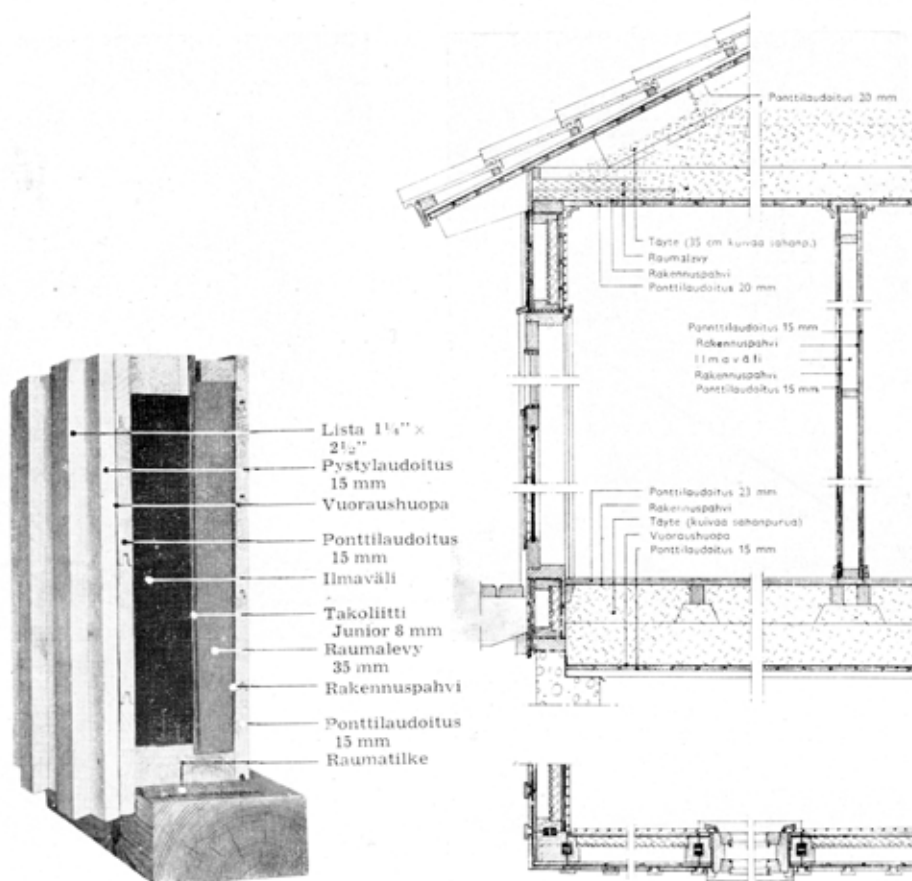 Lista 1¼" ×
2½"
Pystylaudoitus
15 mm
Vuoraushuopa
Ponttilaudoitus
15 mm
Ilmaväli
Takoliitti
Junior 8 mm
Raumalevy
35 mm
Rakennuspahvi
Ponttilaudoitus
15 mm
Raumatilke
Ponttilaudoitus 20 mm
Täyte (35 cm kuivaa sahanp.)
Raumalevy
Rakennuspahvi
Ponttilaudoitus 20 mm
Ponnttilaudoitus 15 mm
Rakennuspahvi
Ilmaväli
Rakennuspahvi
Ponttilaudoitus 15 mm
Ponttilaudoitus 23 mm
Rakennuspahvi
Täyte (kuivaa sahanpurua)
Vuoraushuopa
Ponttilaudoitus 15 mm